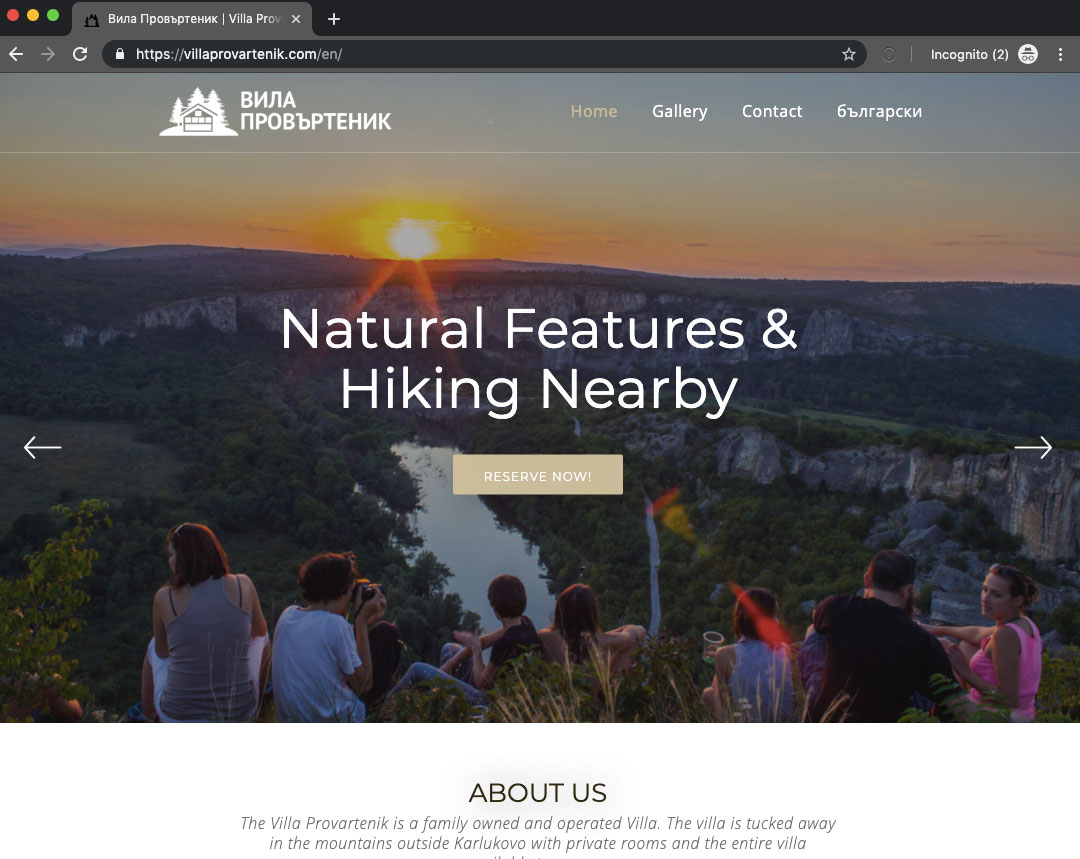 Вила Провъртеник | Villa Prov
https://villaprovartenik.com/en/
Incognito (2)
ВИЛА
ПРОВЪРТЕНИК
Home Gallery Contact български
Natural Features &
Hiking Nearby
RESERVE NOW!
ABOUT US
The Villa Provartenik is a family owned and operated Villa. The villa is tucked away
in the mountains outside Karlukovo with private rooms and the entire villa